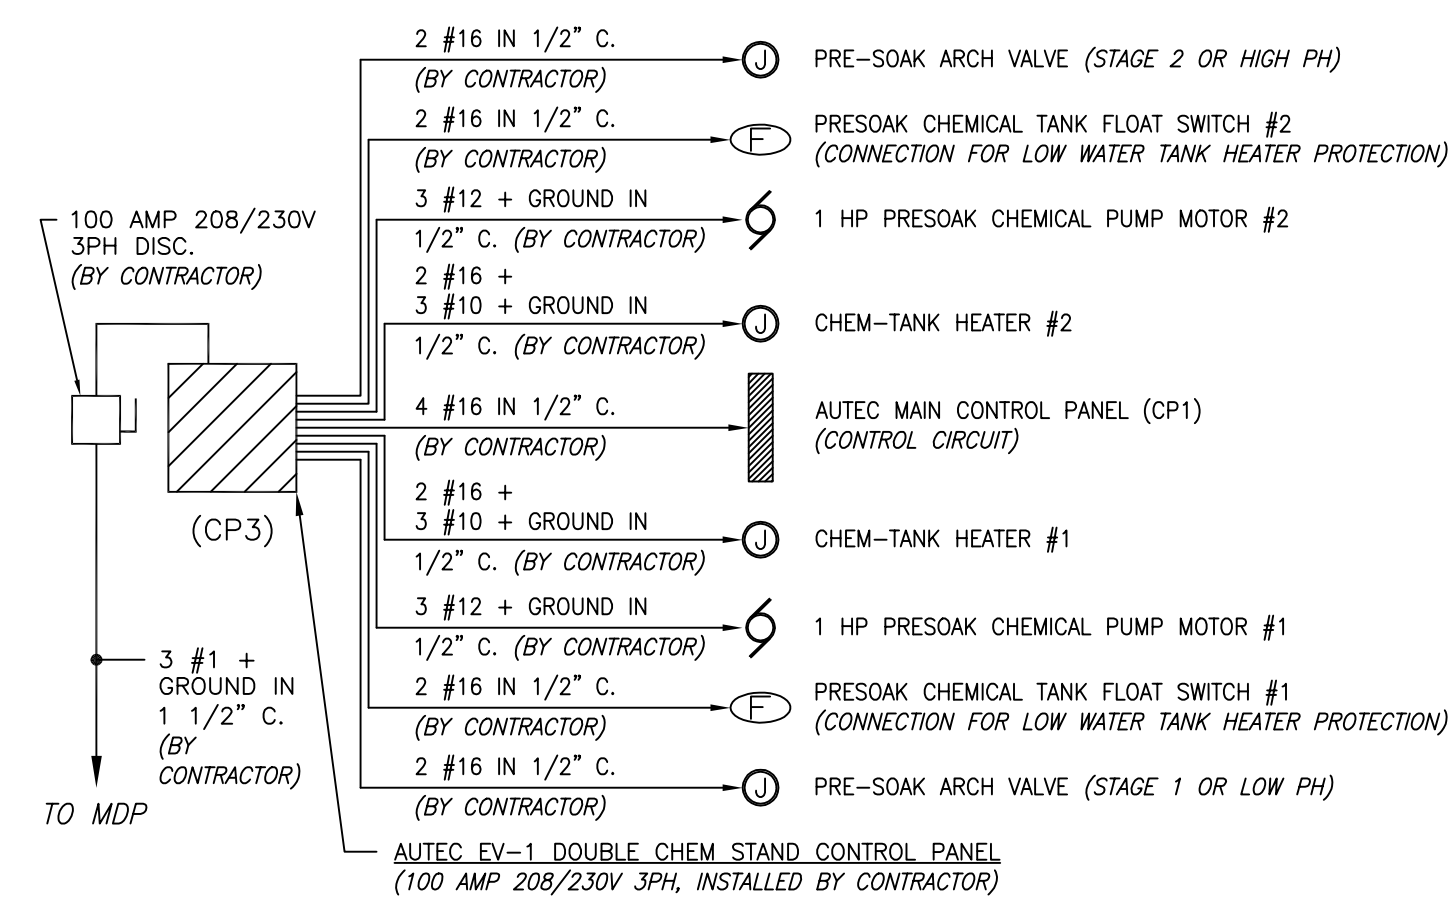 2 #16 IN 1/2" C.
(BY CONTRACTOR)
J
PRE-SOAK ARCH VALVE (STAGE 2 OR HIGH PH)
2 #16 IN 1/2" C.
(BY CONTRACTOR)
F
PRESOAK CHEMICAL TANK FLOAT SWITCH #2
(CONNECTION FOR LOW WATER TANK HEATER PROTECTION)
3 #12 + GROUND IN
1/2" C. (BY CONTRACTOR)
1 HP PRESOAK CHEMICAL PUMP MOTOR #2
100 AMP 208/230V
3PH DISC.
(BY CONTRACTOR)
2 #16 +
3 #10 + GROUND IN
1/2" C. (BY CONTRACTOR)
J
CHEM-TANK HEATER #2
4 #16 IN 1/2" C.
(BY CONTRACTOR)
AUTEC MAIN CONTROL PANEL (CP1)
(CONTROL CIRCUIT)
(CP3)
2 #16 +
3 #10 + GROUND IN
1/2" C. (BY CONTRACTOR)
J
CHEM-TANK HEATER #1
3 #12 + GROUND IN
1/2" C. (BY CONTRACTOR)
1 HP PRESOAK CHEMICAL PUMP MOTOR #1
3 #1 +
GROUND IN
1 1/2" C.
(BY
CONTRACTOR)
TO MDP
2 #16 IN 1/2" C.
(BY CONTRACTOR)
F
PRESOAK CHEMICAL TANK FLOAT SWITCH #1
(CONNECTION FOR LOW WATER TANK HEATER PROTECTION)
2 #16 IN 1/2" C.
(BY CONTRACTOR)
J
PRE-SOAK ARCH VALVE (STAGE 1 OR LOW PH)
AUTEC EV-1 DOUBLE CHEM STAND CONTROL PANEL
(100 AMP 208/230V 3PH, INSTALLED BY CONTRACTOR)